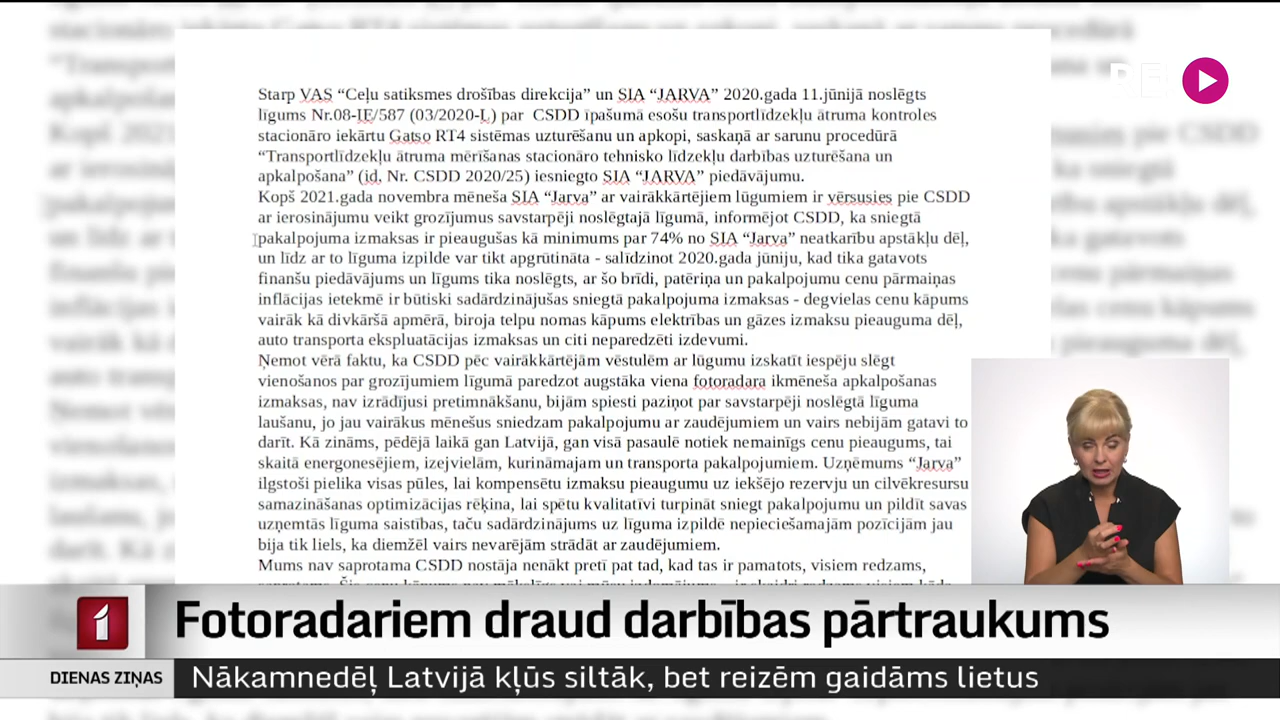 RE
Starp VAS “Ceļu satiksmes drošības direkcija” un SIA “JARVA” 2020.gada 11.jūnijā noslēgts
līgums Nr.08-IE/587 (03/2020-L) par CSDD īpašumā esošu transportlīdzekļu ātruma kontroles
stacionāro iekārtu Gatso RT4 sistēmas uzturēšanu un apkopi, saskaņā ar sarunu procedūrā
“Transportlīdzekļu ātruma mērīšanas stacionāro tehnisko līdzekļu darbības uzturēšana un
apkalpošana” (id. Nr. CSDD 2020/25) iesniegto SIA “JARVA” piedāvājumu.
Kopš 2021.gada novembra mēneša SIA “Jarva” ar vairākkārtējiem lūgumiem ir vērsusies pie CSDD
ar ierosinājumu veikt grozījumus savstarpēji noslēgtajā līgumā, informējot CSDD, ka sniegtā
pakalpojuma izmaksas ir pieaugušas kā minimums par 74% no SIA “Jarva” neatkarību apstākļu dēļ,
un līdz ar to līguma izpilde var tikt apgrūtināta - salīdzinot 2020.gada jūniju, kad tika gatavots
finanšu piedāvājums un līgums tika noslēgts, ar šo brīdi, patēriņa un pakalpojumu cenu pārmaiņas
inflācijas ietekmē ir būtiski sadārdzinājušas sniegtā pakalpojuma izmaksas - degvielas cenu kāpums
vairāk kā divkāršā apmērā, biroja telpu nomas kāpums elektrības un gāzes izmaksu pieauguma dēļ,
auto transporta ekspluatācijas izmaksas un citi neparedzēti izdevumi.
Ņemot vērā faktu, ka CSDD pēc vairākkārtējām vēstulēm ar lūgumu izskatīt iespēju slēgt
vienošanos par grozījumiem līgumā paredzot augstāka viena fotoradara ikmēneša apkalpošanas
izmaksas, nav izrādījusi pretimnākšanu, bijām spiesti paziņot par savstarpēji noslēgtā līguma
laušanu, jo jau vairākus mēnešus sniedzam pakalpojumu ar zaudējumiem un vairs nebijām gatavi to
darīt. Kā zināms, pēdējā laikā gan Latvijā, gan visā pasaulē notiek nemainīgs cenu pieaugums, tai
skaitā energonesējiem, izejvielām, kurināmajam un transporta pakalpojumiem. Uzņēmums “Jarva”
ilgstoši pielika visas pūles, lai kompensētu izmaksu pieaugumu uz iekšējo rezervju un cilvēkresursu
samazināšanas optimizācijas rēķina, lai spētu kvalitatīvi turpināt sniegt pakalpojumu un pildīt savas
uzņemtās līguma saistības, taču sadārdzinājums uz līguma izpildē nepieciešamajām pozīcijām jau
bija tik liels, ka diemžēl vairs nevarējām strādāt ar zaudējumiem.
Mums nav saprotama CSDD nostāja nenākt pretī pat tad, kad tas ir pamatots, visiem redzams,
1
Fotoradariem draud darbības pārtraukums
DIENAS ZIŅAS
Nākamnedēļ Latvijā kļūs siltāk, bet reizēm gaidāms lietus